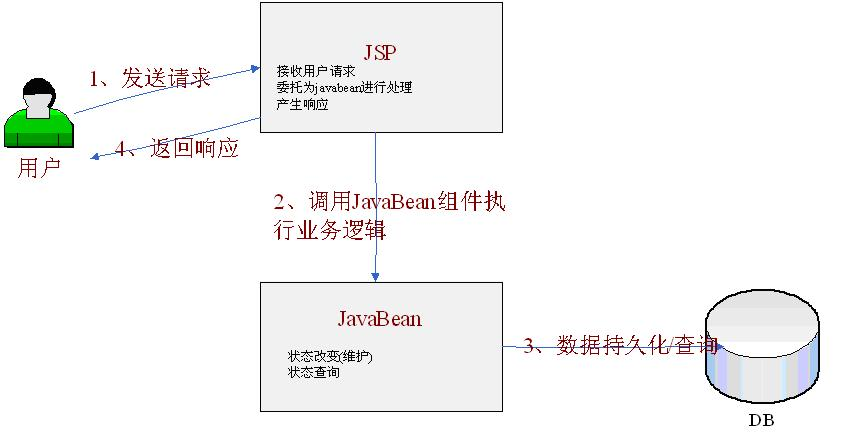 JSP
接收用户请求
委托为javabean进行处理
产生响应
1、发送请求
4、返回响应
用户
2、调用JavaBean组件执
行业务逻辑
JavaBean
状态改变(维护)
状态查询
3、数据持久化/查询
DB